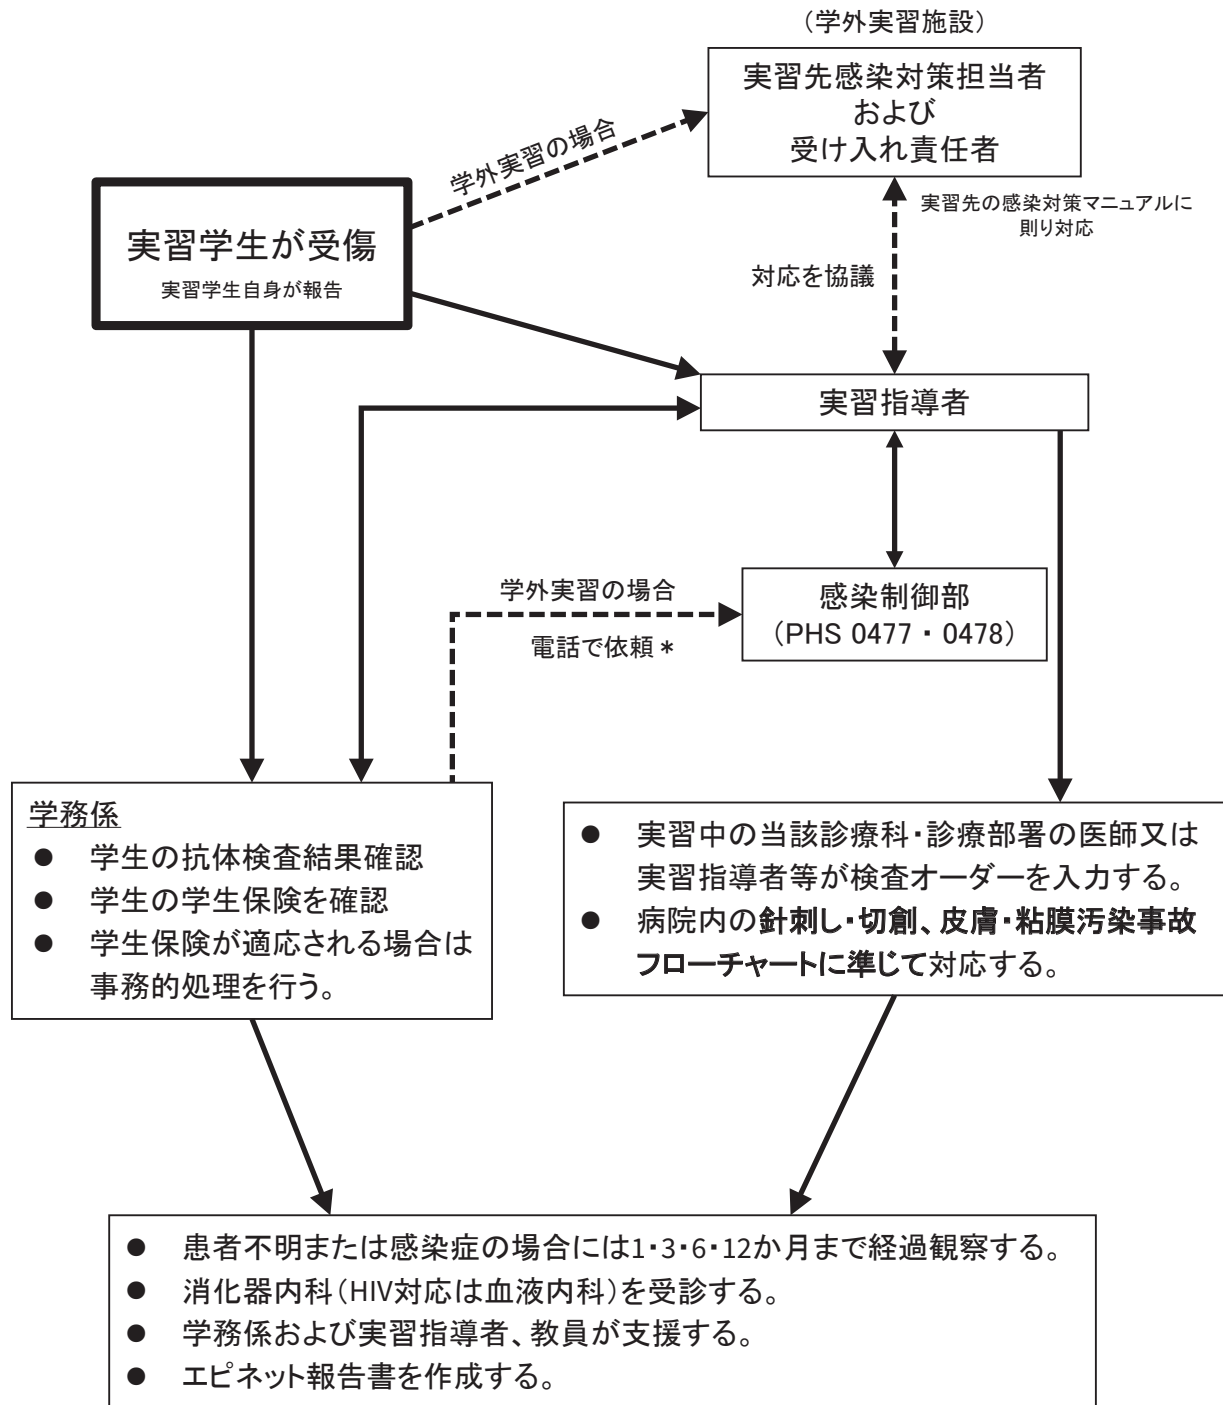 （学外実習施設）
実習先感染対策担当者
および
受け入れ責任者
学外実習の場合
実習学生が受傷
実習学生自身が報告
実習先の感染対策マニュアルに
則り対応
対応を協議
実習指導者
学外実習の場合
電話で依頼＊
感染制御部
（PHS 0477・0478）
学務係
● 学生の抗体検査結果確認
● 学生の学生保険を確認
● 学生保険が適応される場合は
事務的処理を行う。
● 実習中の当該診療科・診療部署の医師又は
実習指導者等が検査オーダーを入力する。
● 病院内の針刺し・切創、皮膚・粘膜汚染事故
フローチャートに準じて対応する。
● 患者不明または感染症の場合には1・3・6・12か月まで経過観察する。
● 消化器内科（HIV対応は血液内科）を受診する。
● 学務係および実習指導者、教員が支援する。
● エピネット報告書を作成する。